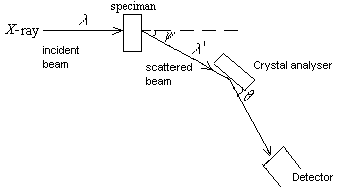 speciman
λ
X-ray
incident
beam
λ'
scattered
beam
Crystal analyser
θ
Detector